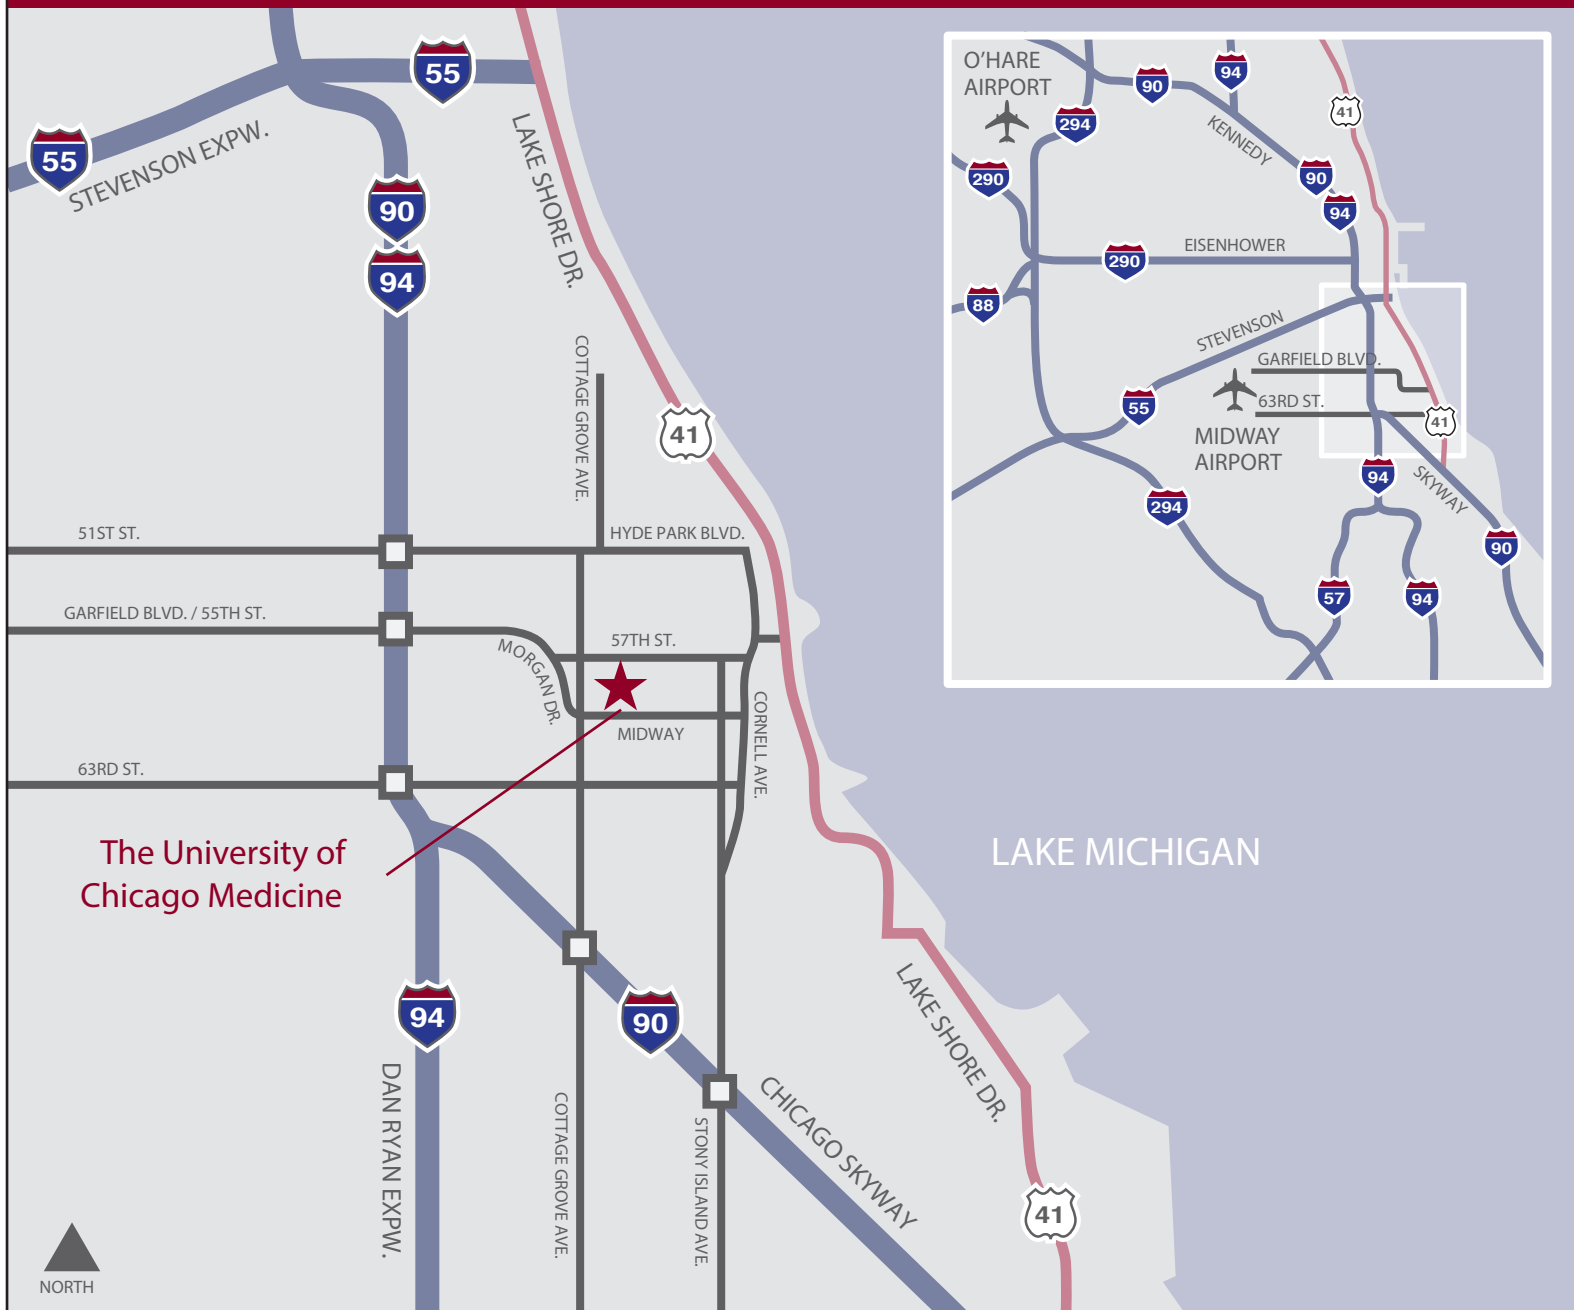 55
55
STEVENSON EXPW.
90
94
LAKE SHORE DR.
COTTAGE GROVE AVE.
41
51ST ST.
HYDE PARK BLVD.
GARFIELD BLVD. / 55TH ST.
57TH ST.
MORGAN DR.
MIDWAY
CORNELL AVE.
63RD ST.
The University of
Chicago Medicine
LAKE MICHIGAN
94
90
LAKE SHORE DR.
DAN RYAN EXPW.
COTTAGE GROVE AVE.
STONY ISLAND AVE.
CHICAGO SKYWAY
41
NORTH
O'HARE
AIRPORT
94
90
41
294
KENNEDY
290
90
94
EISENHOWER
290
88
STEVENSON
GARFIELD BLVD.
55
63RD ST.
41
MIDWAY
AIRPORT
94
SKYWAY
294
90
57
94